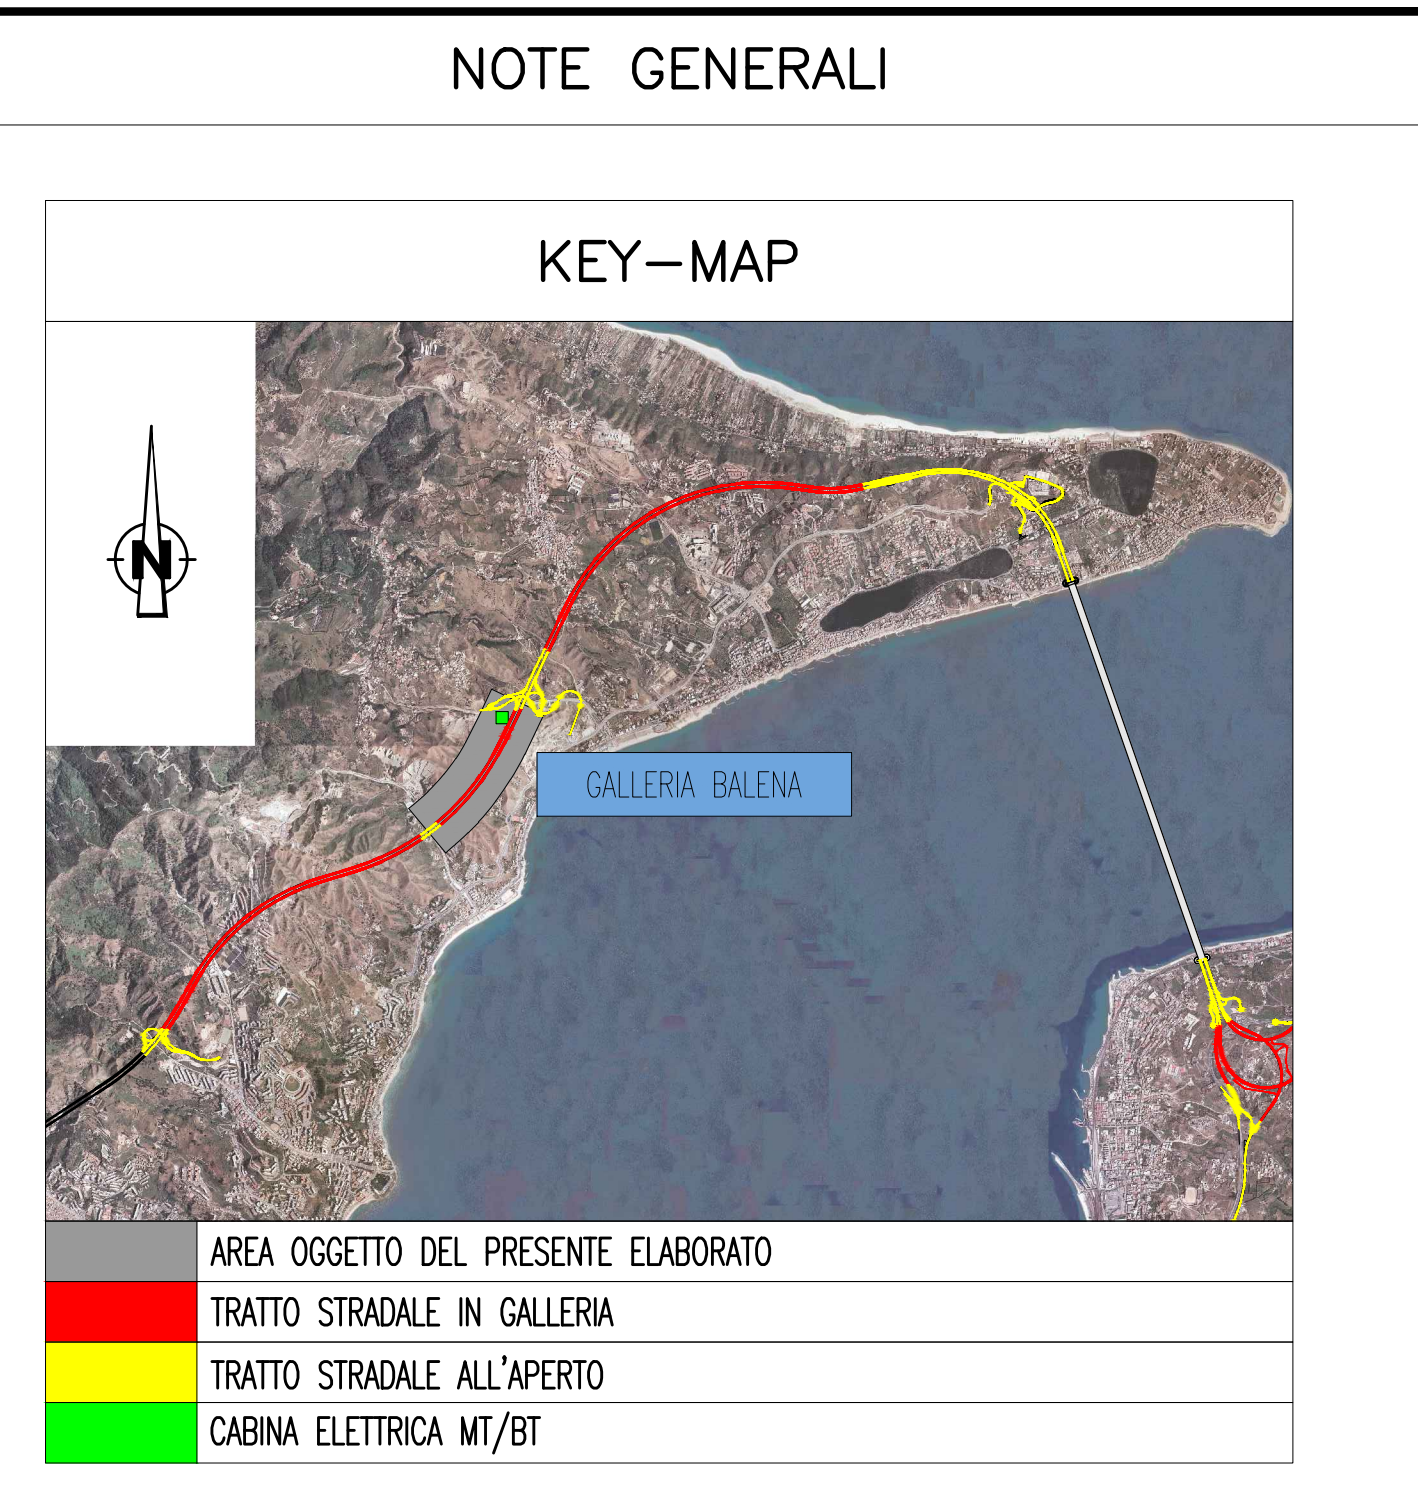 NOTE GENERALI
KEY-MAP
N
GALLERIA BALENA
AREA OGGETTO DEL PRESENTE ELABORATO
TRATTO STRADALE IN GALLERIA
TRATTO STRADALE ALL'APERTO
CABINA ELETTRICA MT/BT